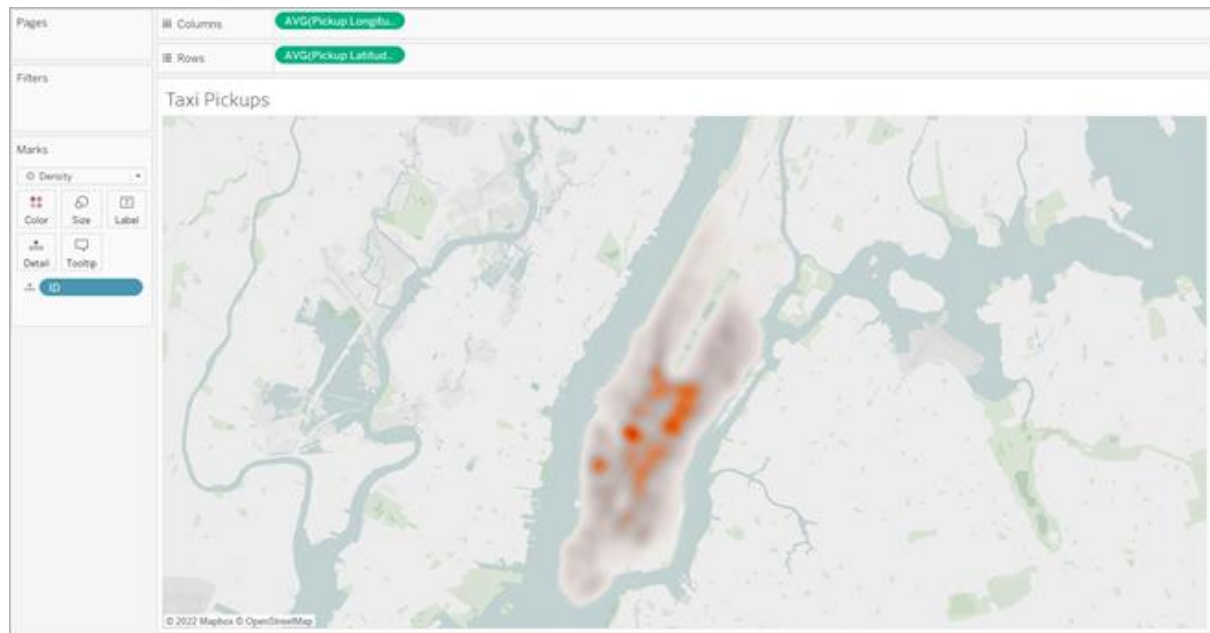 Pages
Columns
AVG(Pickup Longitu..
Rows
AVG(Pickup Latitud..
Filters
Taxi Pickups
Marks
Density
Color Size Label
Detail Tooltip
ID
© 2022 Mapbox © OpenStreetMap